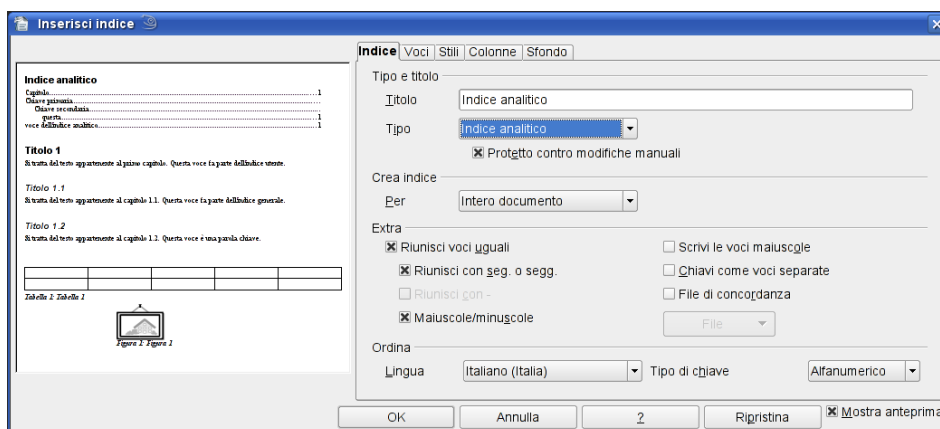 Inserisci indice
Indice analitico
Capitolo 1
Chiave primaria
Chiave secondaria
questa 1
voce dell'indice analitico 1
Titolo 1
Si tratta del testo appartenente al primo capitolo. Questa voce fa parte dell'indice utente.
Titolo 1.1
Si tratta del testo appartenente al capitolo 1.1. Questa voce fa parte dell'indice generale.
Titolo 1.2
Si tratta del testo appartenente al capitolo 1.2. Questa voce è una parola chiave.
Tabella 1: Tabella 1
Figura 1: Figura 1
Indice Voci Stili Colonne Sfondo
Tipo e titolo
Titolo Indice analitico
Tipo Indice analitico
Protetto contro modifiche manuali
Crea indice
Per Intero documento
Extra
Riunisci voci uguali Scrivi le voci maiuscole
Riunisci con seg. o segg. Chiavi come voci separate
Riunisci con - File di concordanza
Maiuscole/minuscole File
Ordina
Lingua Italiano (Italia) Tipo di chiave Alfanumerico
OK Annulla ? Ripristina Mostra anteprima